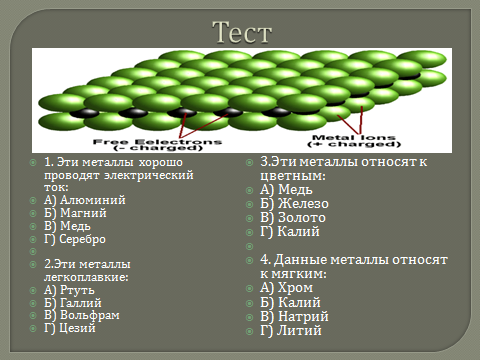 Тест
Free Eelectrons
(- charged)
Metal Ions
(+ charged)
1. Эти металлы хорошо
проводят электрический
ток:
А) Алюминий
Б) Магний
В) Медь
Г) Серебро
2.Эти металлы
легкоплавкие:
А) Ртуть
Б) Галлий
В) Вольфрам
Г) Цезий
3.Эти металлы относят к
цветным:
А) Медь
Б) Железо
В) Золото
Г) Калий
4. Данные металлы относят
к мягким:
А) Хром
Б) Калий
В) Натрий
Г) Литий